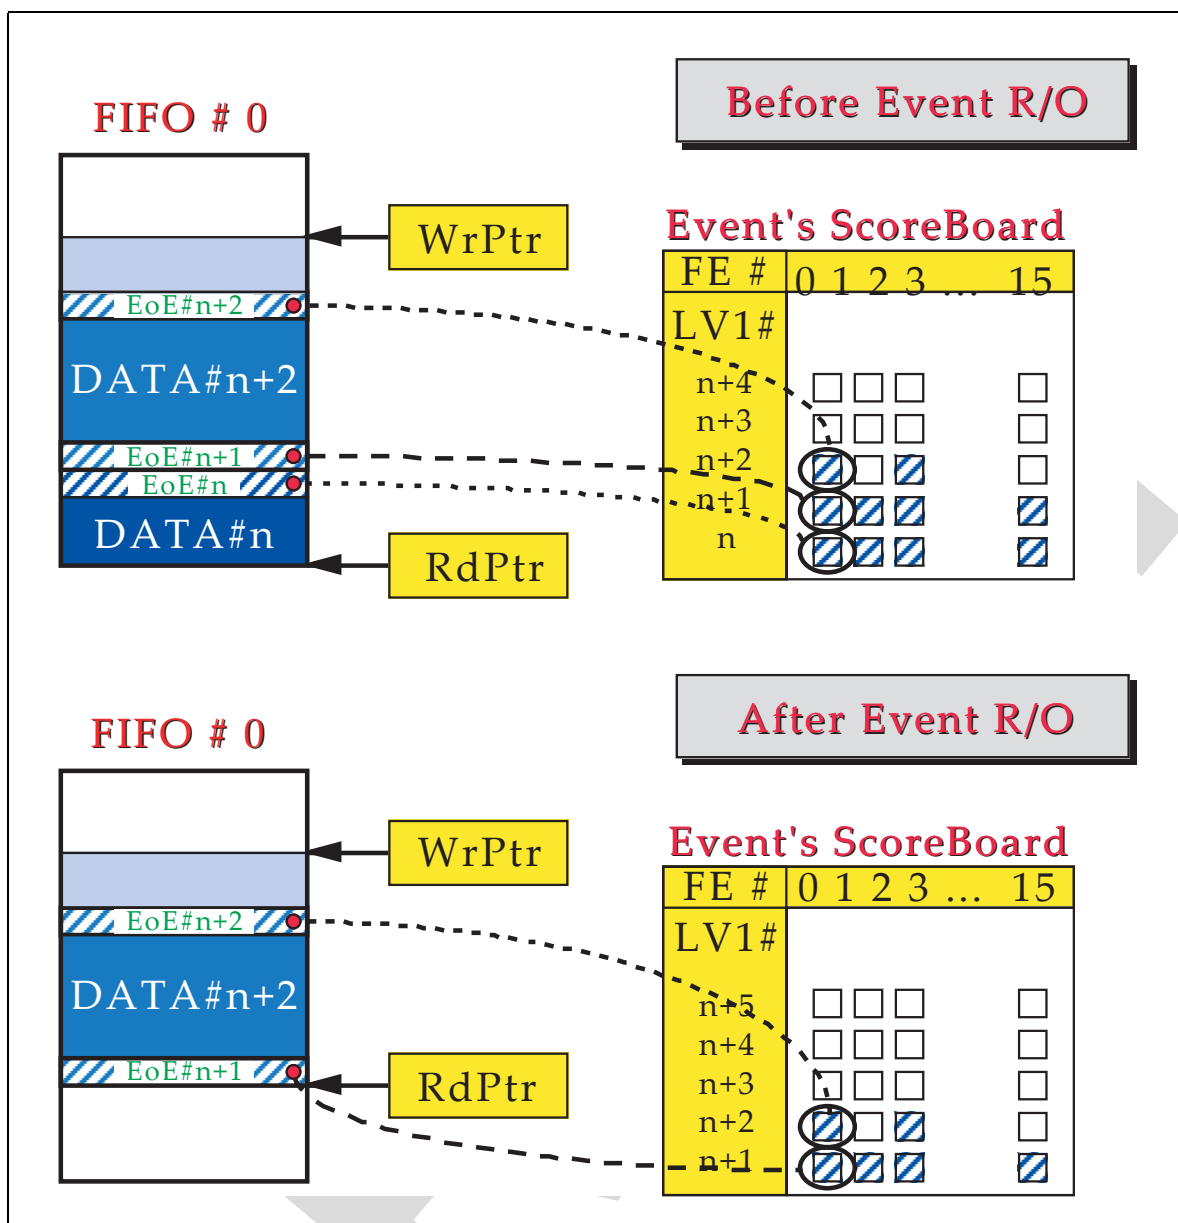 Before Event R/O
FIFO # 0
WrPtr
Event's ScoreBoard
FE # 0 1 2 3 ... 15
LV1#
EoE#n+2
DATA#n+2
n+4
n+3
EoE#n+1
n+2
EoE#n
n+1
DATA#n
n
RdPtr
After Event R/O
FIFO # 0
WrPtr
Event's ScoreBoard
FE # 0 1 2 3 ... 15
EoE#n+2
LV1#
DATA#n+2
n+5
n+4
EoE#n+1
RdPtr
n+3
n+2
n+1